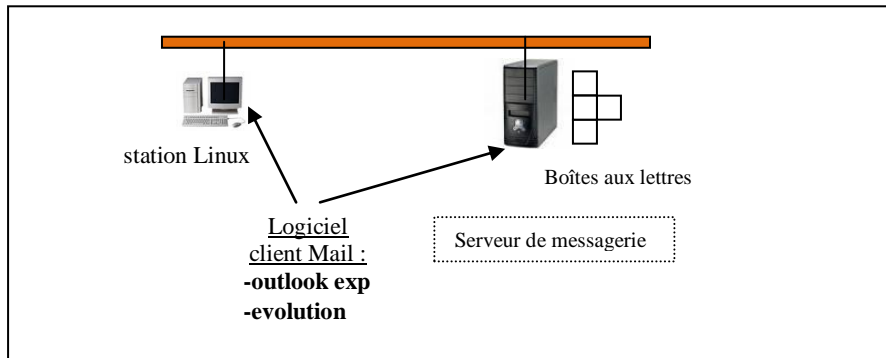 station Linux
Boîtes aux lettres
Logiciel
client Mail :
-outlook exp
-evolution
Serveur de messagerie